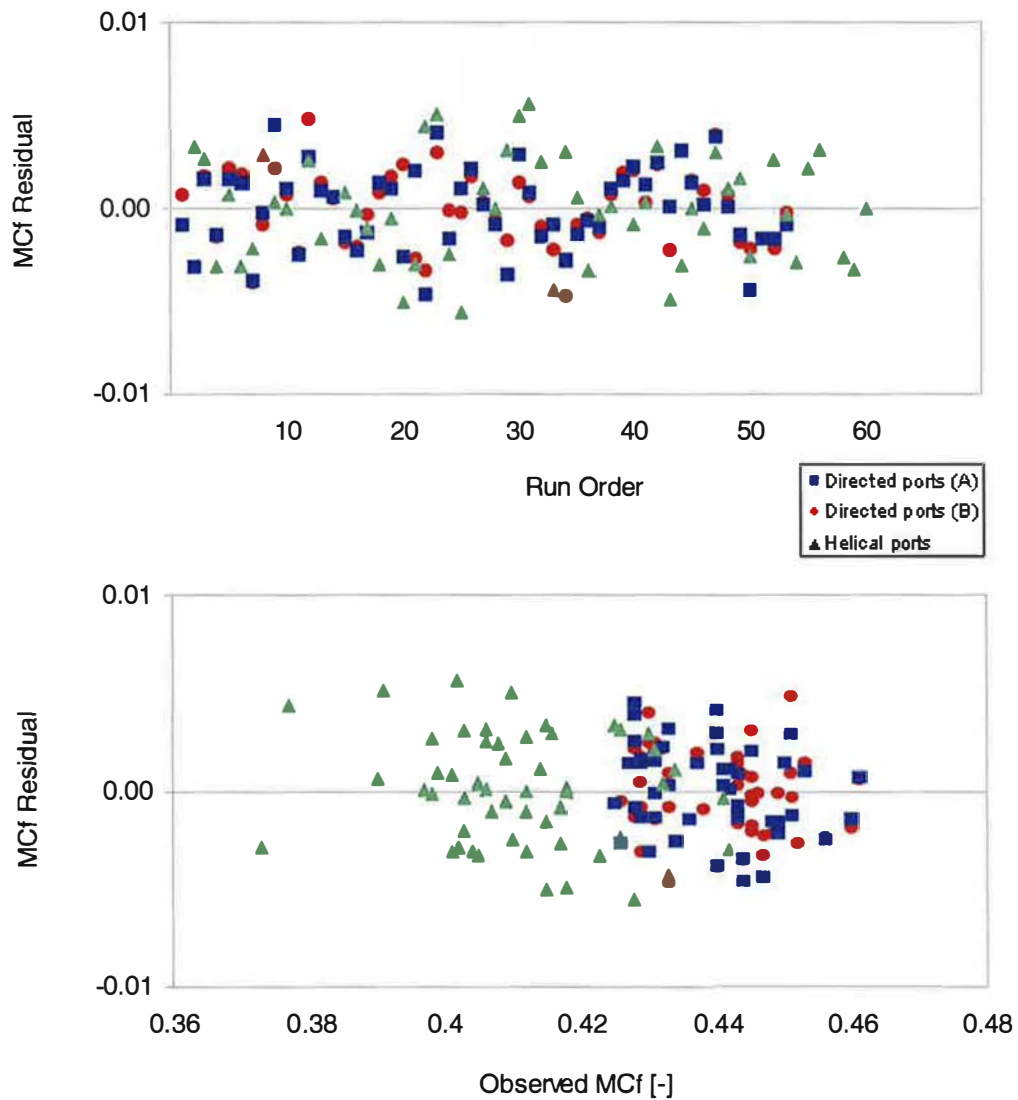 0.01
MCf Residual
0.00
-0.01
10 20 30 40 50 60
Run Order
Directed ports (A)
Directed ports (B)
Helical ports
0.01
MCf Residual
0.00
-0.01
0.36 0.38 0.4 0.42 0.44 0.46 0.48
Observed MCf [-]